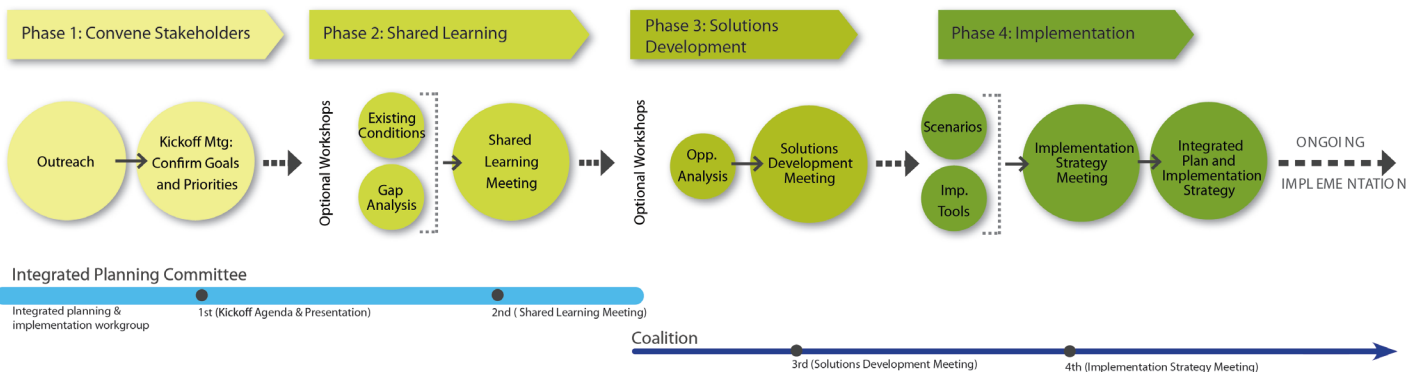 Phase 1: Convene Stakeholders
Phase 2: Shared Learning
Phase 3: Solutions
Development
Phase 4: Implementation
Outreach
Kickoff Mtg:
Confirm Goals
and Priorities
Optional Workshops
Existing
Conditions
Gap
Analysis
Shared
Learning
Meeting
Optional Workshops
Opp.
Analysis
Solutions
Development
Meeting
Scenarios
Imp.
Tools
Implementation
Strategy
Meeting
Integrated
Plan and
Implementation
Strategy
ONGOING
IMPLEMENTATION
Integrated Planning Committee
Integrated planning &
implementation workgroup
1st (Kickoff Agenda & Presentation)
2nd ( Shared Learning Meeting)
Coalition
3rd (Solutions Development Meeting)
4th (Implementation Strategy Meeting)